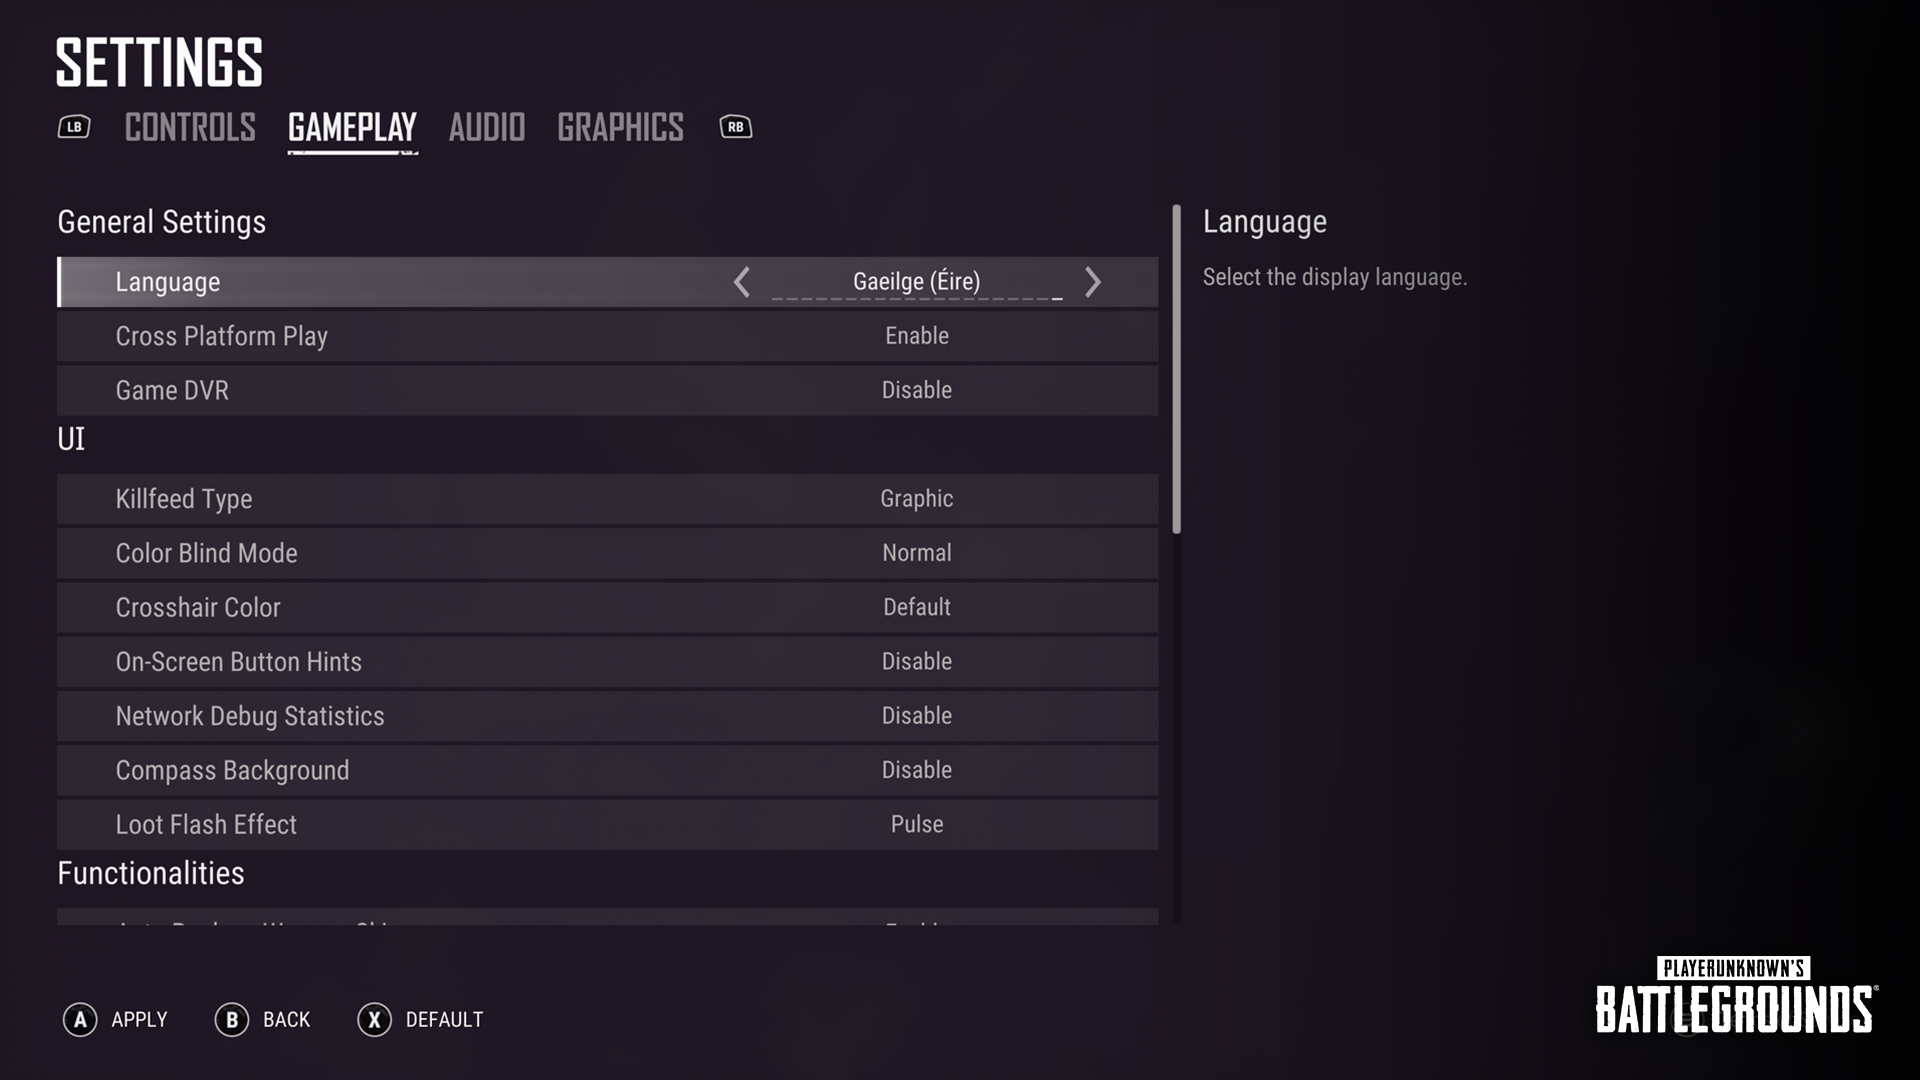 SETTINGS
LB CONTROLS GAMEPLAY AUDIO GRAPHICS RB
General Settings
Language Gaeilge (Éire)
Cross Platform Play Enable
Game DVR Disable
UI
Killfeed Type Graphic
Color Blind Mode Normal
Crosshair Color Default
On-Screen Button Hints Disable
Network Debug Statistics Disable
Compass Background Disable
Loot Flash Effect Pulse
Functionalities
Language
Select the display language.
A APPLY B BACK X DEFAULT
PLAYERUNKNOWN'S
BATTLEGROUNDS